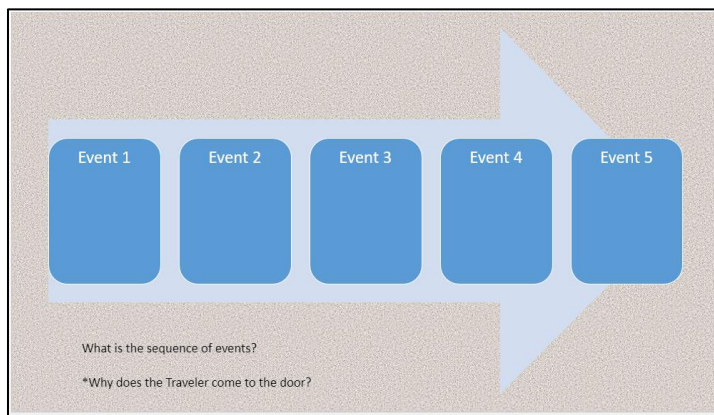 Event 1
Event 2
Event 3
Event 4
Event 5
What is the sequence of events?
*Why does the Traveler come to the door?